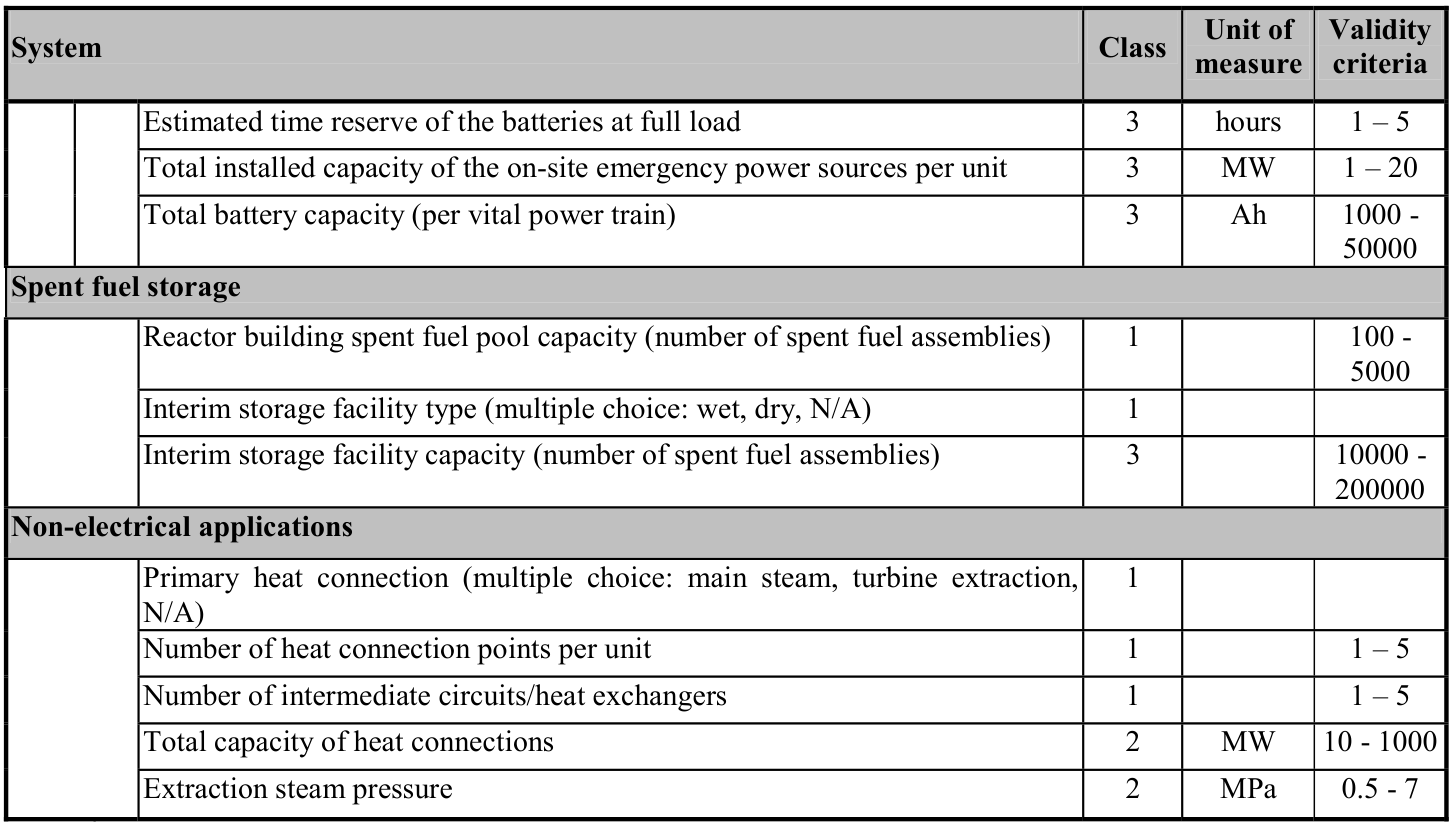 System Class Unit of measure Validity criteria
Estimated time reserve of the batteries at full load 3 hours 1 – 5
Total installed capacity of the on-site emergency power sources per unit 3 MW 1 – 20
Total battery capacity (per vital power train) 3 Ah 1000 -
50000
Spent fuel storage
Reactor building spent fuel pool capacity (number of spent fuel assemblies) 1 100 -
5000
Interim storage facility type (multiple choice: wet, dry, N/A) 1
Interim storage facility capacity (number of spent fuel assemblies) 3 10000 -
200000
Non-electrical applications
Primary heat connection (multiple choice: main steam, turbine extraction, 1
N/A)
Number of heat connection points per unit 1 1 – 5
Number of intermediate circuits/heat exchangers 1 1 – 5
Total capacity of heat connections 2 MW 10 - 1000
Extraction steam pressure 2 MPa 0.5 - 7